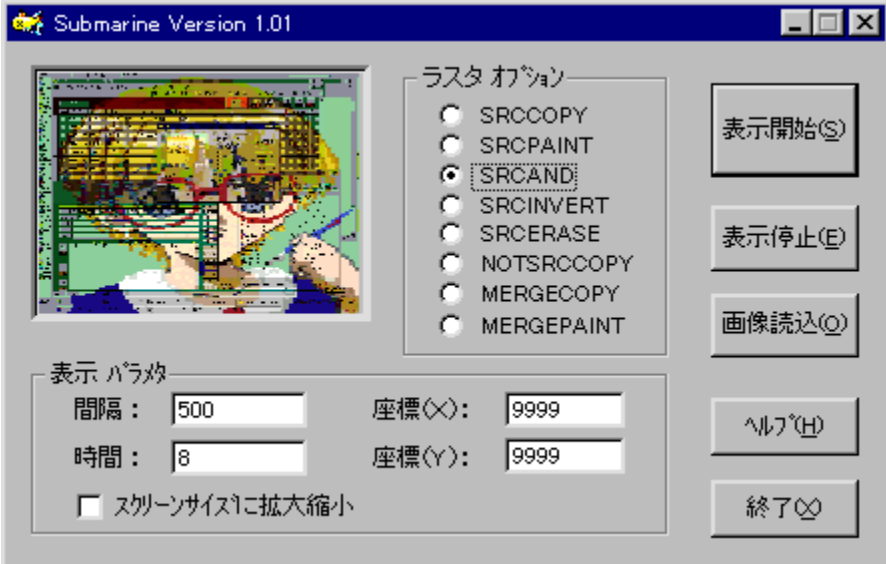 Submarine Version 1.01
ラスタ オプション
SRCCOPY
SRCPAINT
SRCAND
SRCINVERT
SRCERASE
NOTSRCCOPY
MERGECOPY
MERGEPAINT
表示開始(S)
表示停止(E)
画像読込(O)
ヘルプ(H)
終了(X)
表示 パラメタ
間隔: 500
座標(X): 9999
時間: 8
座標(Y): 9999
スクリーンサイズに拡大縮小